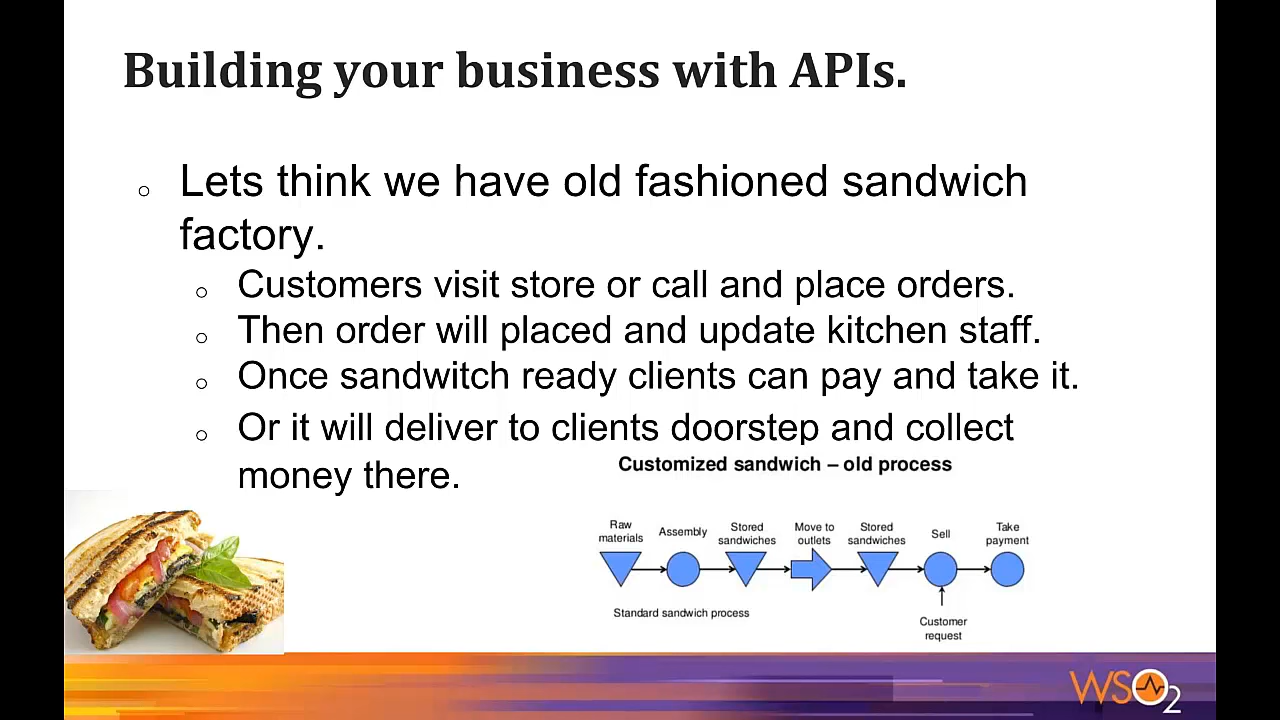 Building your business with APIs.
Lets think we have old fashioned sandwich
factory.
Customers visit store or call and place orders.
Then order will placed and update kitchen staff.
Once sandwitch ready clients can pay and take it.
Or it will deliver to clients doorstep and collect
money there.
Customized sandwich – old process
Raw
materials
Assembly
Stored
sandwiches
Move to
outlets
Stored
sandwiches
Sell
Take
payment
Standard sandwich process
Customer
request
WSO2